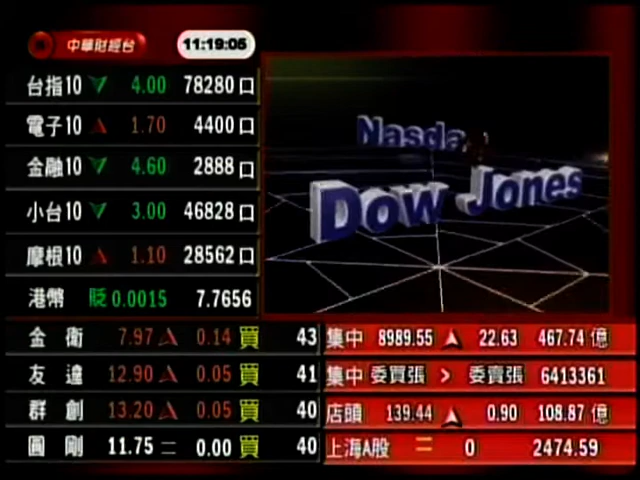 中華財經台 11:19:05
台指10 ▼ 4.00 78280口
電子10 ▲ 1.70 4400口
金融10 ▼ 4.60 2888口
小台10 ▼ 3.00 46828口
摩根10 ▲ 1.10 28562口
港幣 貶0.0015 7.7656
Nasda
Dow Jones
金衛 7.97 ▲ 0.14 買 43
友達 12.90 ▲ 0.05 買 41
群創 13.20 ▲ 0.05 買 40
圓剛 11.75 = 0.00 買 40
集中 8989.55 ▲ 22.63 467.74億
集中 委買張 > 委賣張 6413361
店頭 139.44 ▲ 0.90 108.87億
上海A股 = 0 2474.59